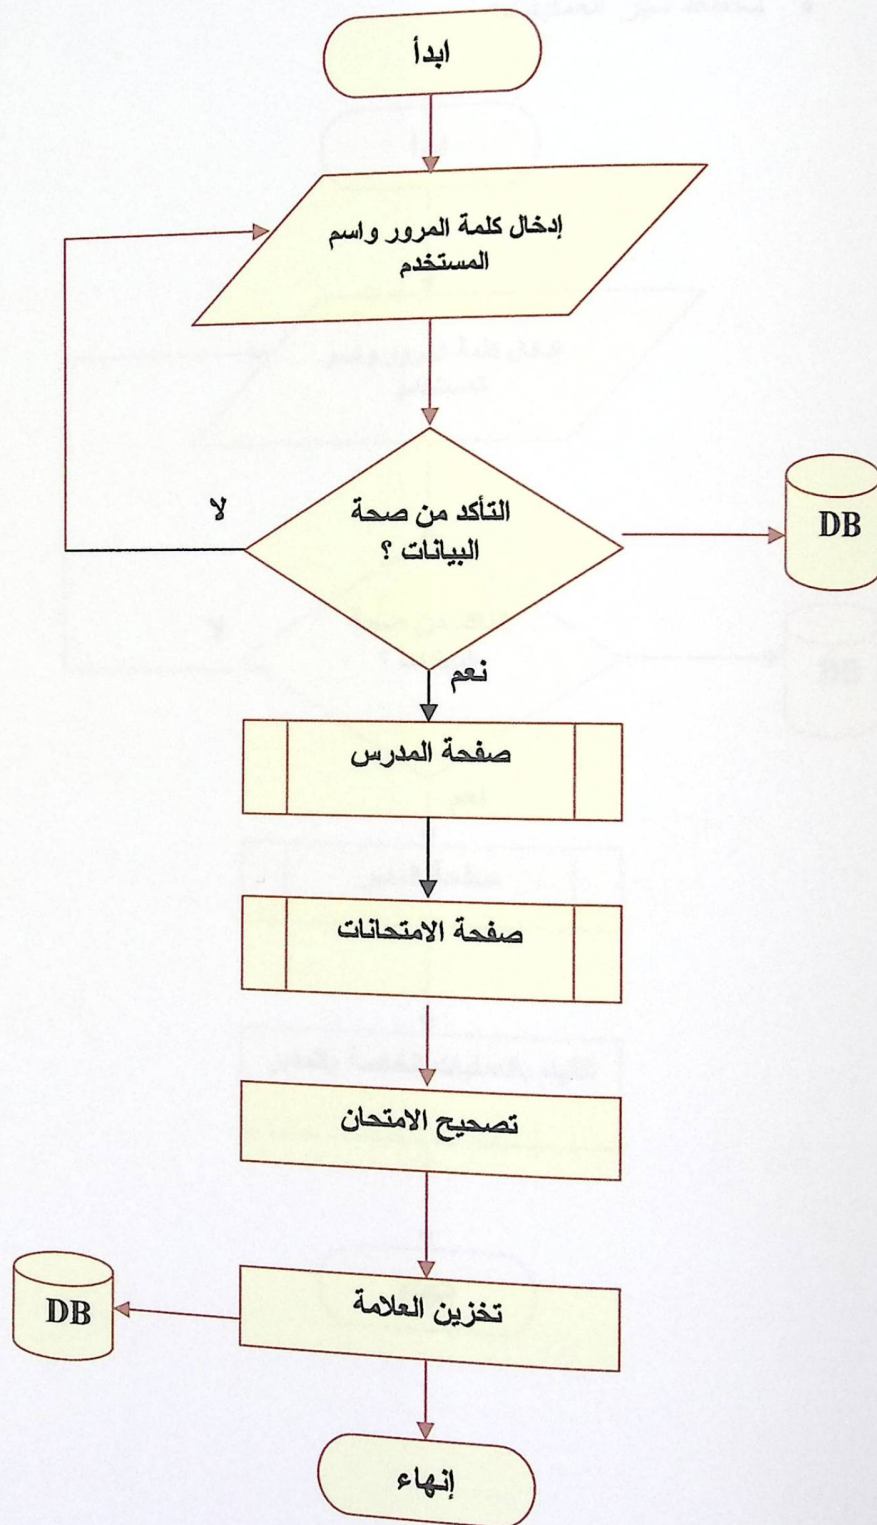 ابدأ
إدخال كلمة المرور واسم
المستخدم
التأكد من صحة
البيانات ؟
لا
DB
نعم
صفحة المدرس
صفحة الامتحانات
تصحيح الامتحان
تخزين العلامة
DB
إنهاء